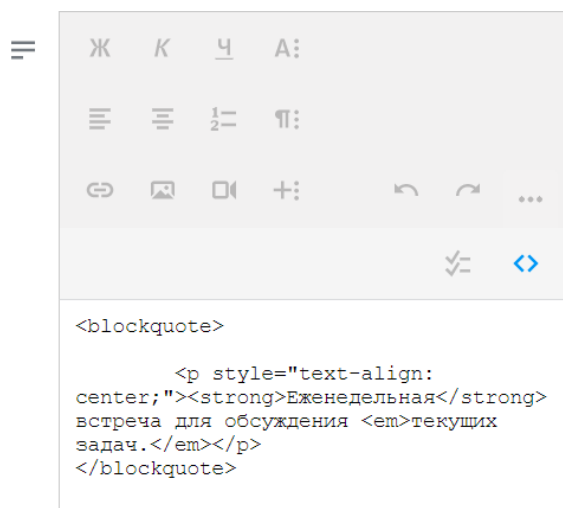 Ж К Ч A
1
2
<blockquote>
<p style="text-align:
center;"><strong>Еженедельная</strong>
встреча для обсуждения <em>текущих
задач.</em></p>
</blockquote>